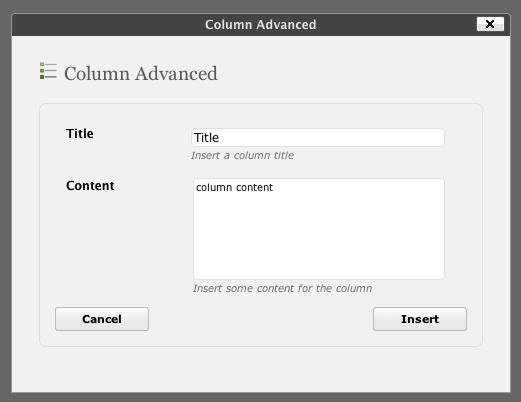 Column Advanced
Column Advanced
Title
Title
Insert a column title
Content
column content
Insert some content for the column
Cancel
Insert